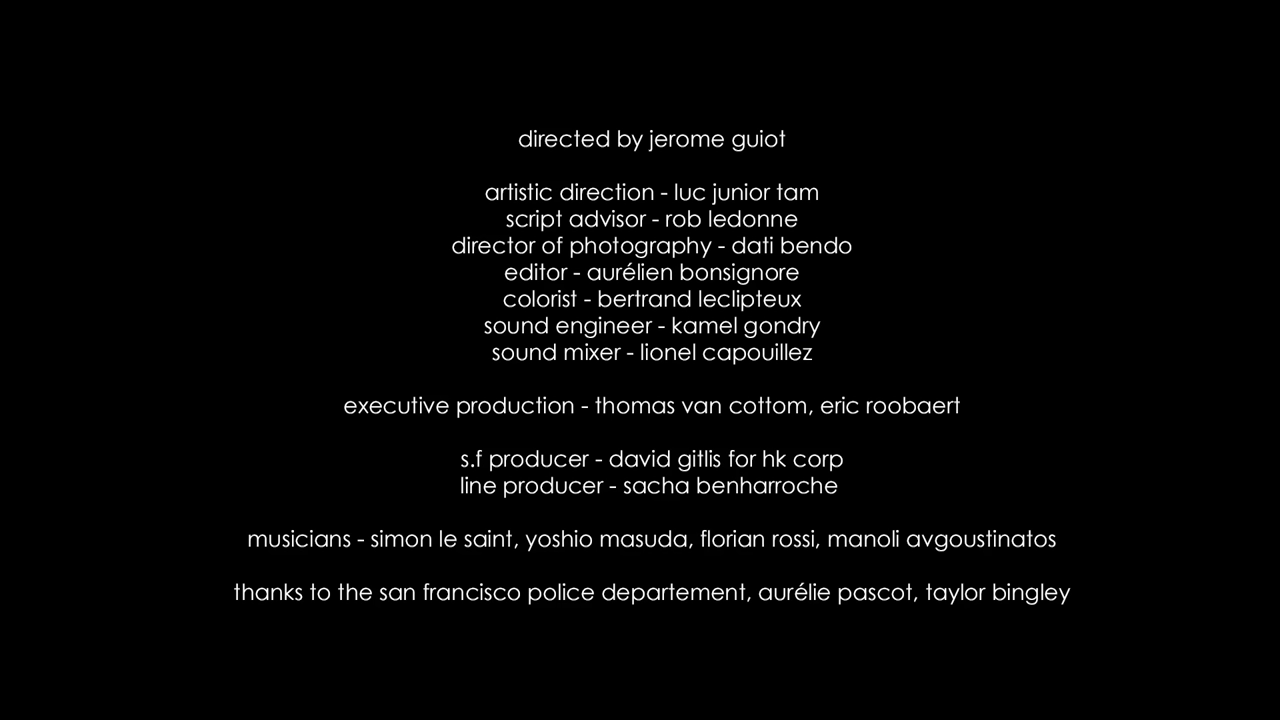 directed by jerome guiot
artistic direction - luc junior tam
script advisor - rob ledonne
director of photography - dati bendo
editor - aurélien bonsignore
colorist - bertrand leclipteux
sound engineer - kamel gondry
sound mixer - lionel capouillez
executive production - thomas van cottom, eric roobaert
s.f producer - david gitlis for hk corp
line producer - sacha benharroche
musicians - simon le saint, yoshio masuda, florian rossi, manoli avgoustinatos
thanks to the san francisco police departement, aurélie pascot, taylor bingley